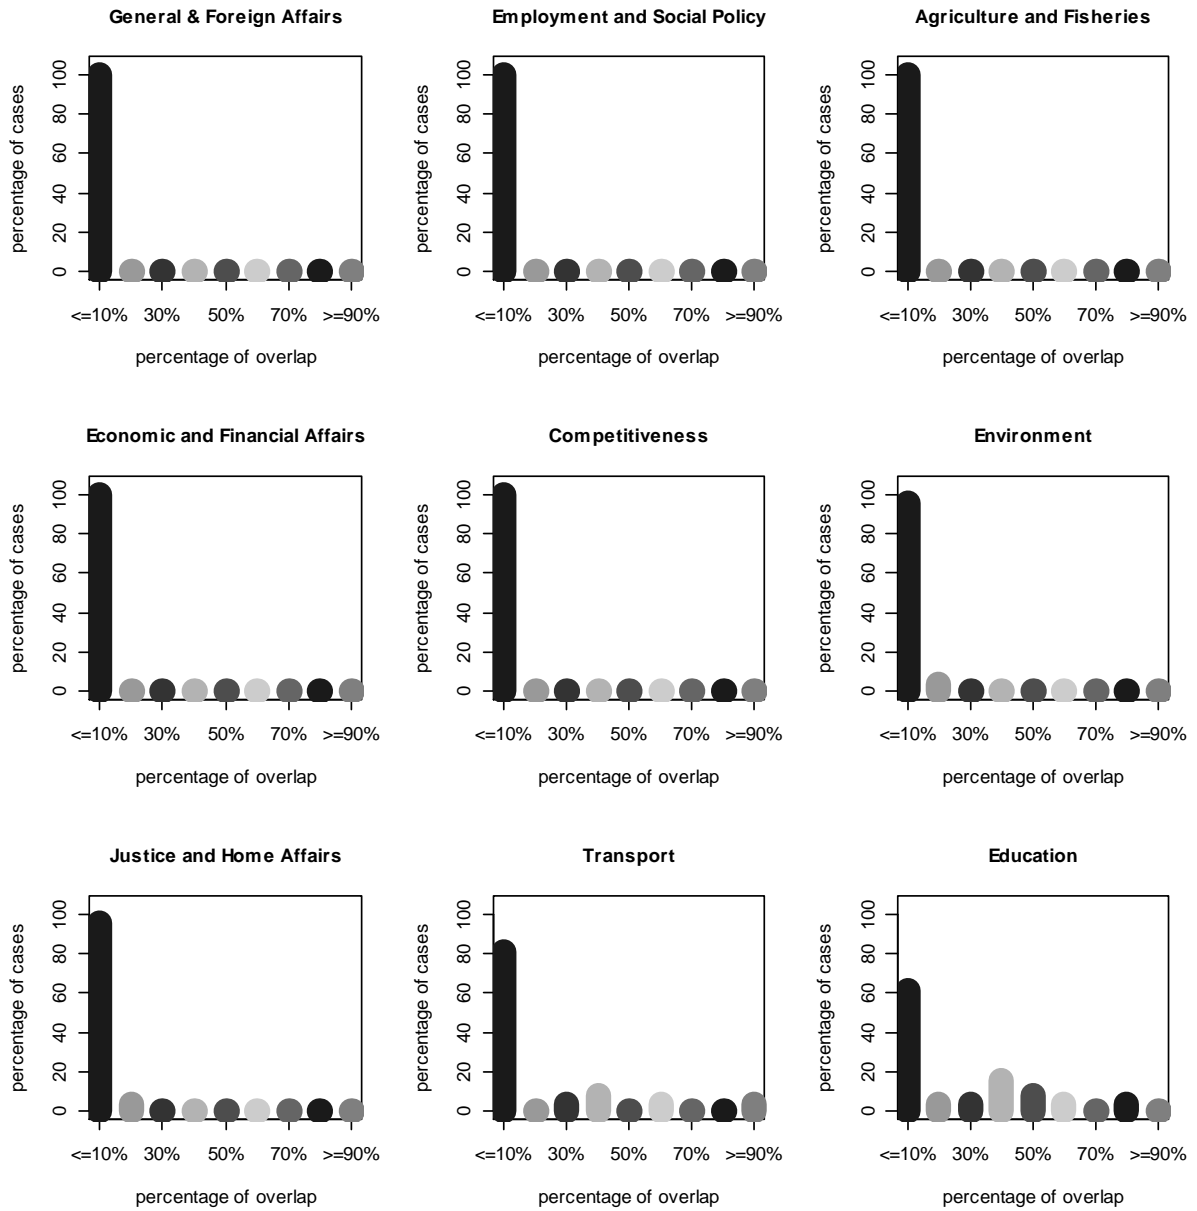 General & Foreign Affairs
percentage of cases
0 20 40 60 80 100
<=10% 30% 50% 70% >=90%
percentage of overlap
Employment and Social Policy
percentage of cases
0 20 40 60 80 100
<=10% 30% 50% 70% >=90%
percentage of overlap
Agriculture and Fisheries
percentage of cases
0 20 40 60 80 100
<=10% 30% 50% 70% >=90%
percentage of overlap
Economic and Financial Affairs
percentage of cases
0 20 40 60 80 100
<=10% 30% 50% 70% >=90%
percentage of overlap
Competitiveness
percentage of cases
0 20 40 60 80 100
<=10% 30% 50% 70% >=90%
percentage of overlap
Environment
percentage of cases
0 20 40 60 80 100
<=10% 30% 50% 70% >=90%
percentage of overlap
Justice and Home Affairs
percentage of cases
0 20 40 60 80 100
<=10% 30% 50% 70% >=90%
percentage of overlap
Transport
percentage of cases
0 20 40 60 80 100
<=10% 30% 50% 70% >=90%
percentage of overlap
Education
percentage of cases
0 20 40 60 80 100
<=10% 30% 50% 70% >=90%
percentage of overlap